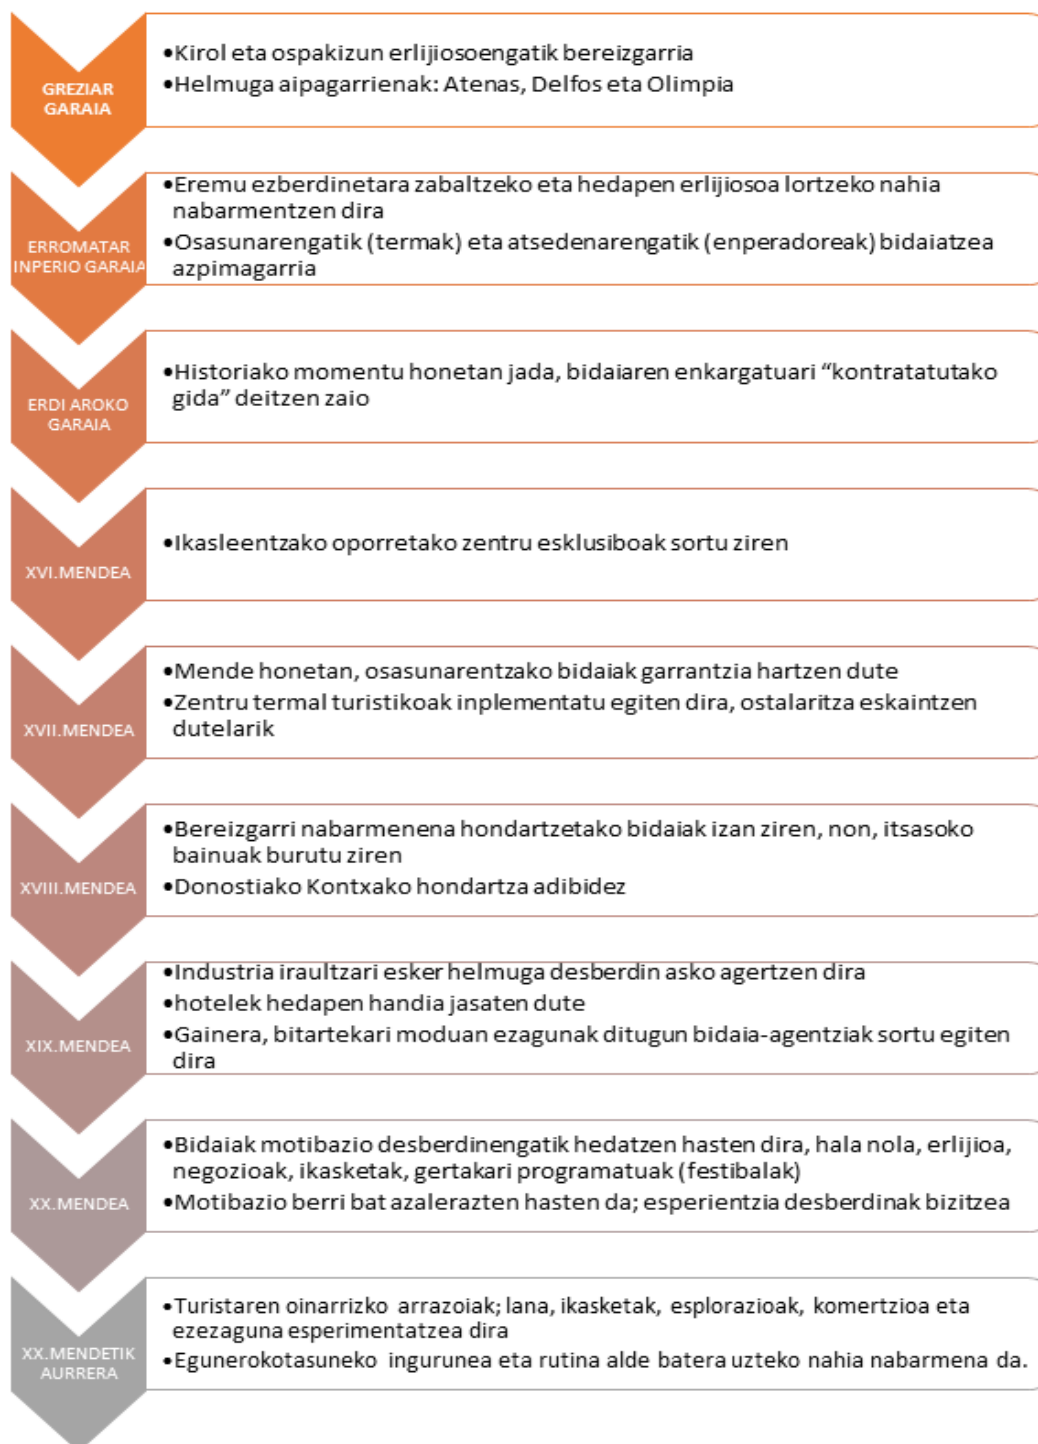 GREZIAR
GARAIA
•Kirol eta ospakizun erlijiosoengatik bereizgarria
•Helmuga aipagarrienak: Atenas, Delfos eta Olimpia
ERROMATAR
INPERIO GARAIA
•Eremu ezberdinetara zabaltzeko eta hedapen erlijiosoa lortzeko nahia
nabarmentzen dira
•Osasunarengatik (termak) eta atsedenarengatik (enperadoreak) bidaiatzea
azpimagarria
ERDI AROKO
GARAIA
•Historiako momentu honetan jada, bidaiaren enkargatuari “kontratatutako
gida” deitzen zaio
XVI.MENDEA
•Ikasleentzako oporretako zentru esklusiboak sortu ziren
XVII.MENDEA
•Mende honetan, osasunarentzako bidaiak garrantzia hartzen dute
•Zentru termal turistikoak inplementatu egiten dira, ostalaritza eskaintzen
dutelarik
XVIII.MENDEA
•Bereizgarri nabarmenena hondartzetako bidaiak izan ziren, non, itsasoko
bainuak burutu ziren
•Donostiako Kontxako hondartza adibidez
XIX.MENDEA
•Industria iraultzari esker helmuga desberdin asko agertzen dira
•hotelek hedapen handia jasaten dute
•Gainera, bitartekari moduan ezagunak ditugun bidaia-agentziak sortu egiten
dira
XX.MENDEA
•Bidaiak motibazio desberdinengatik hedatzen hasten dira, hala nola, erlijioa,
negozioak, ikasketak, gertakari programatuak (festibalak)
•Motibazio berri bat azalerazten hasten da; esperientzia desberdinak bizitzea
XX.MENDETIK
AURRERA
•Turistaren oinarrizko arrazoiak; lana, ikasketak, esplorazioak, komertzioa eta
ezezaguna esperimentatzea dira
•Egunerokotasuneko ingurunea eta rutina alde batera uzteko nahia nabarmena da.